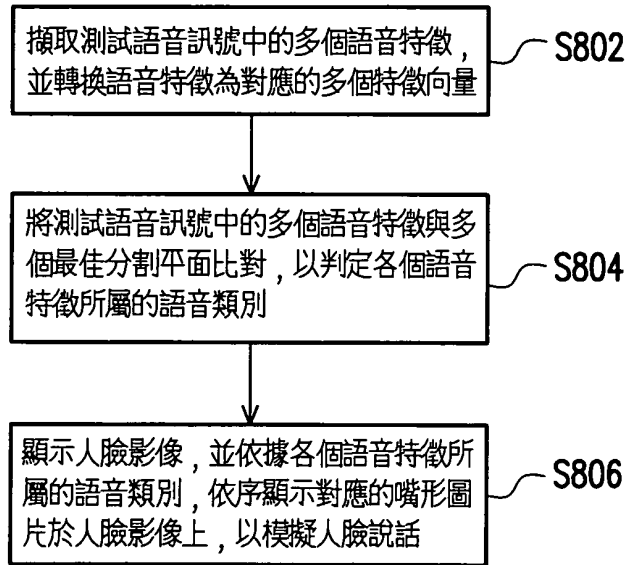 擷取測試語音訊號中的多個語音特徵,
並轉換語音特徵為對應的多個特徵向量
S802
將測試語音訊號中的多個語音特徵與多
個最佳分割平面比對,以判定各個語音
特徵所屬的語音類別
S804
顯示人臉影像,並依據各個語音特徵所
屬的語音類別,依序顯示對應的嘴形圖
片於人臉影像上,以模擬人臉說話
S806